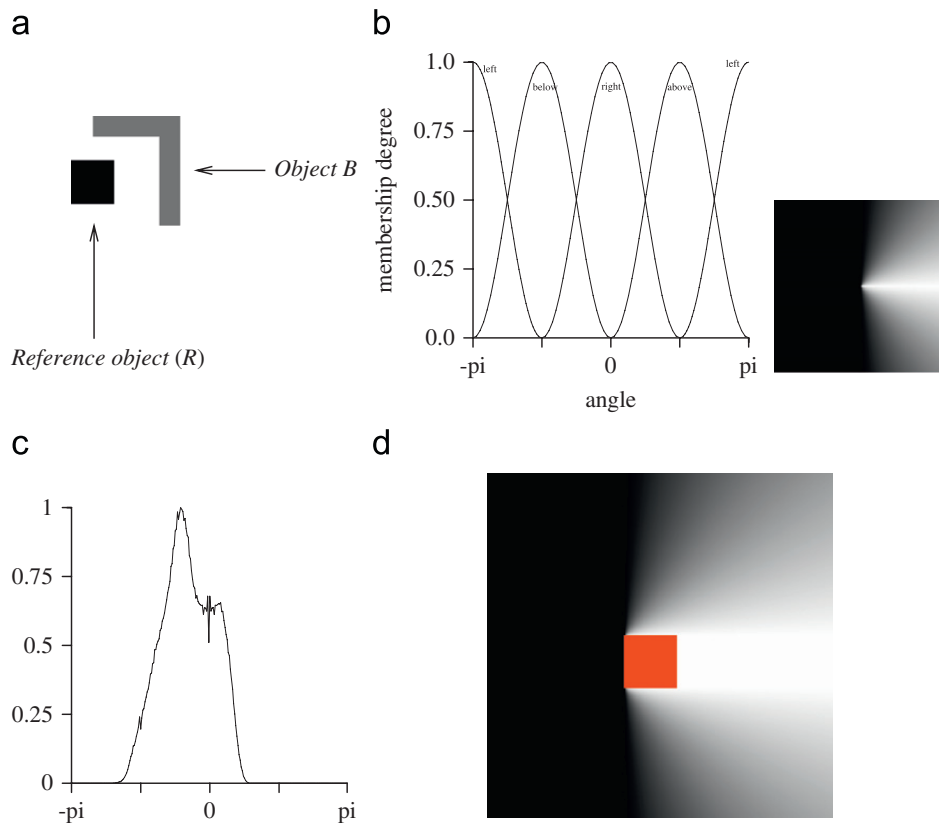 a
Object B
Reference object (R)
b
membership degree
1.0
0.75
0.50
0.25
0.0
left
below
right
above
left
-pi
0
pi
angle
c
1
0.75
0.5
0.25
0
-pi
0
pi
d